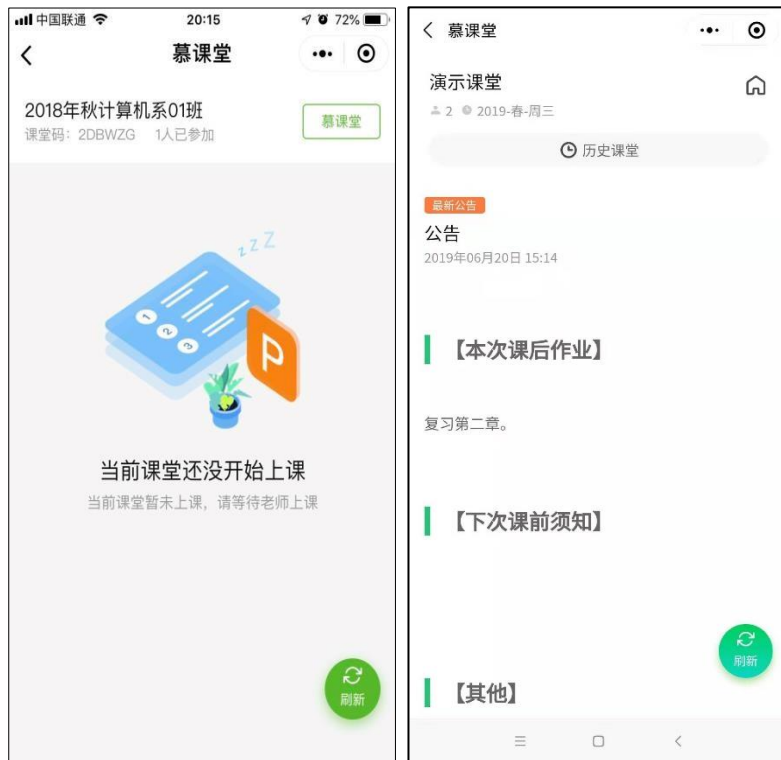 中国联通 20:15 72%
慕课堂
2018年秋计算机系01班
慕课堂
课堂码：2DBWZG 1人已参加
zzZ
1
2
3
P
当前课堂还没开始上课
当前课堂暂未上课，请等待老师上课
刷新
慕课堂
演示课堂
2 2019-春-周三
历史课堂
最新公告
公告
2019年06月20日 15:14
【本次课后作业】
复习第二章。
【下次课前须知】
刷新
【其他】